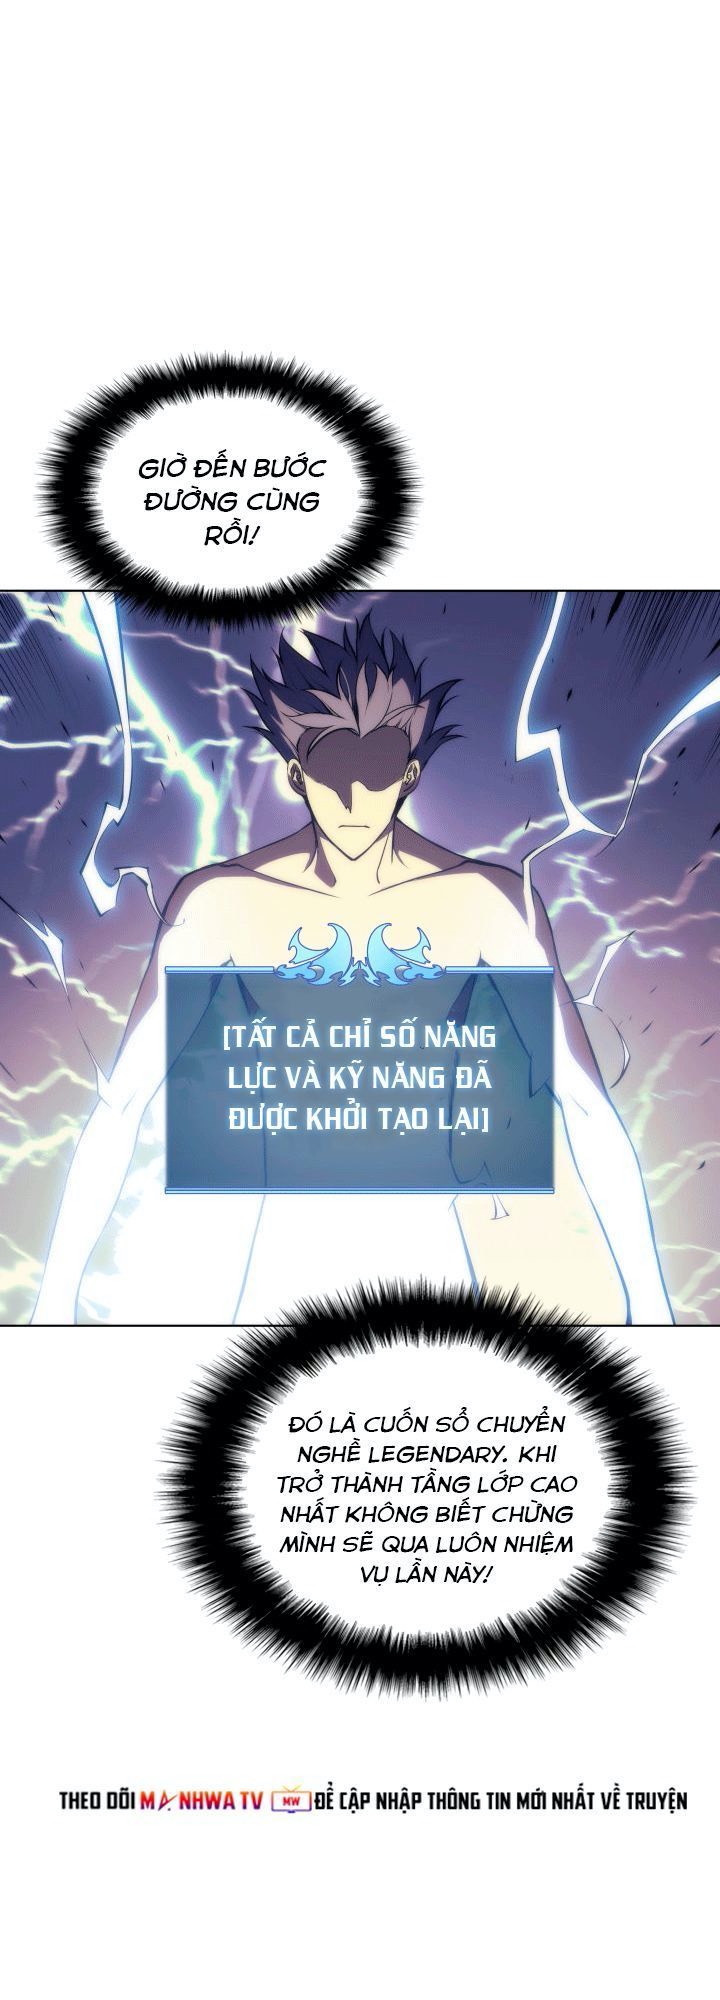 GIỜ ĐẾN BƯỚC
ĐƯỜNG CÙNG
RỒI!
[TẤT CẢ CHỈ SỐ NĂNG
LỰC VÀ KỸ NĂNG ĐÃ
ĐƯỢC KHỞI TẠO LẠI]
ĐÓ LÀ CUỐN SỔ CHUYỂN
NGHỀ LEGENDARY. KHI
TRỞ THÀNH TẦNG LỚP CAO
NHẤT KHÔNG BIẾT CHỪNG
MÌNH SẼ QUA LUÔN NHIỆM
VỤ LẦN NÀY!
THEO DÕI MANHWA TV MW ĐỂ CẬP NHẬP THÔNG TIN MỚI NHẤT VỀ TRUYỆN